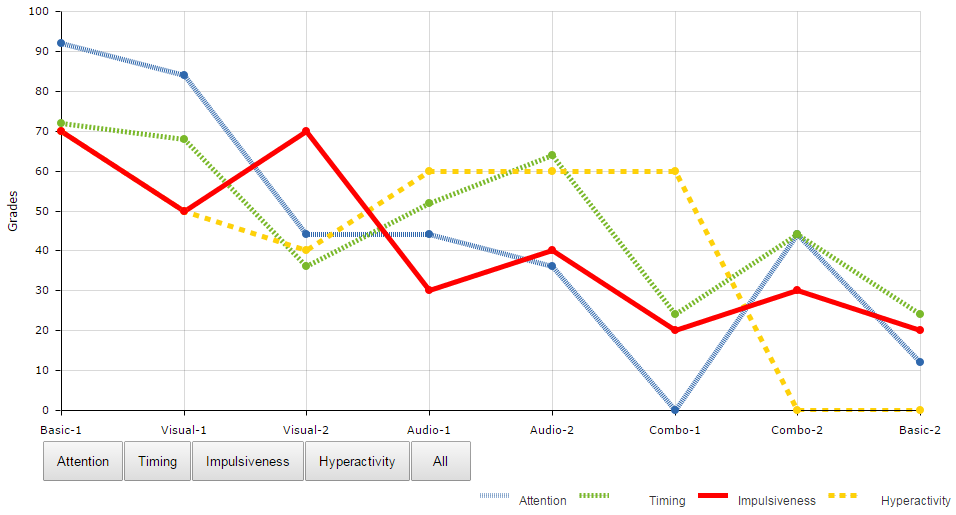 100
90
80
70
60
50
40
30
20
10
0
Grades
Basic-1 Visual-1 Visual-2 Audio-1 Audio-2 Combo-1 Combo-2 Basic-2
Attention Timing Impulsiveness Hyperactivity All
Attention Timing Impulsiveness Hyperactivity